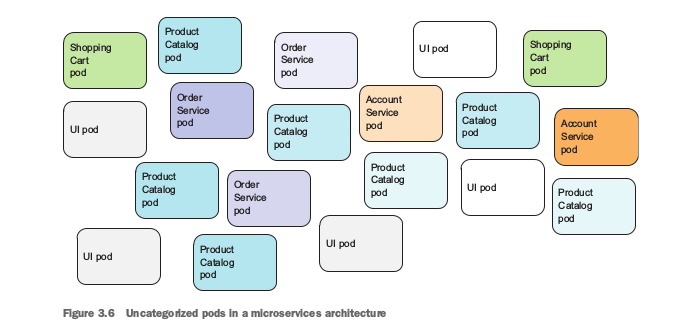 Shopping
Cart
pod
Product
Catalog
pod
Order
Service
pod
UI pod
Shopping
Cart
pod
UI pod
Order
Service
pod
Product
Catalog
pod
Account
Service
pod
Product
Catalog
pod
Account
Service
pod
Product
Catalog
pod
Order
Service
pod
Product
Catalog
pod
UI pod
Product
Catalog
pod
UI pod
Product
Catalog
pod
UI pod
Figure 3.6 Uncategorized pods in a microservices architecture